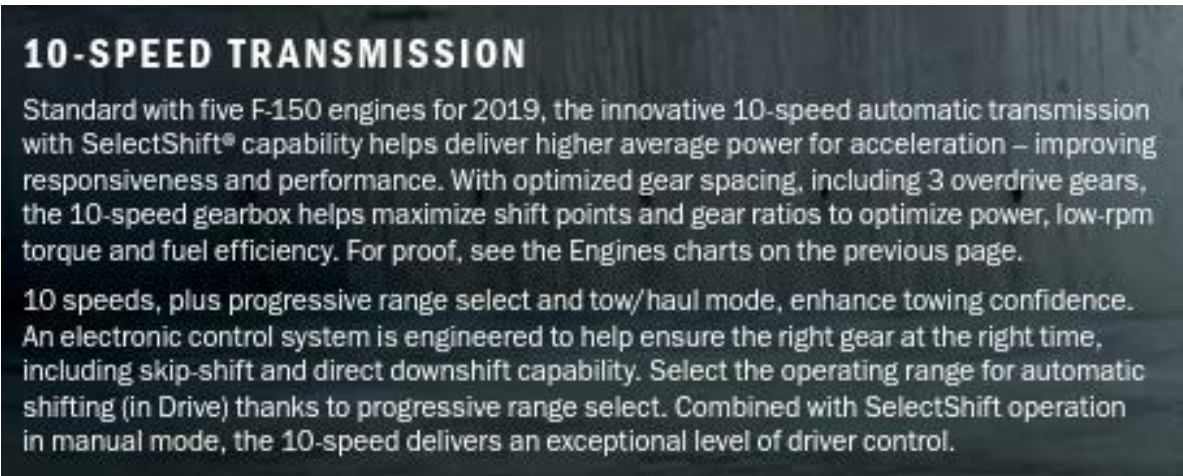 10-SPEED TRANSMISSION
Standard with five F-150 engines for 2019, the innovative 10-speed automatic transmission
with SelectShift® capability helps deliver higher average power for acceleration – improving
responsiveness and performance. With optimized gear spacing, including 3 overdrive gears,
the 10-speed gearbox helps maximize shift points and gear ratios to optimize power, low-rpm
torque and fuel efficiency. For proof, see the Engines charts on the previous page.
10 speeds, plus progressive range select and tow/haul mode, enhance towing confidence.
An electronic control system is engineered to help ensure the right gear at the right time,
including skip-shift and direct downshift capability. Select the operating range for automatic
shifting (in Drive) thanks to progressive range select. Combined with SelectShift operation
in manual mode, the 10-speed delivers an exceptional level of driver control.